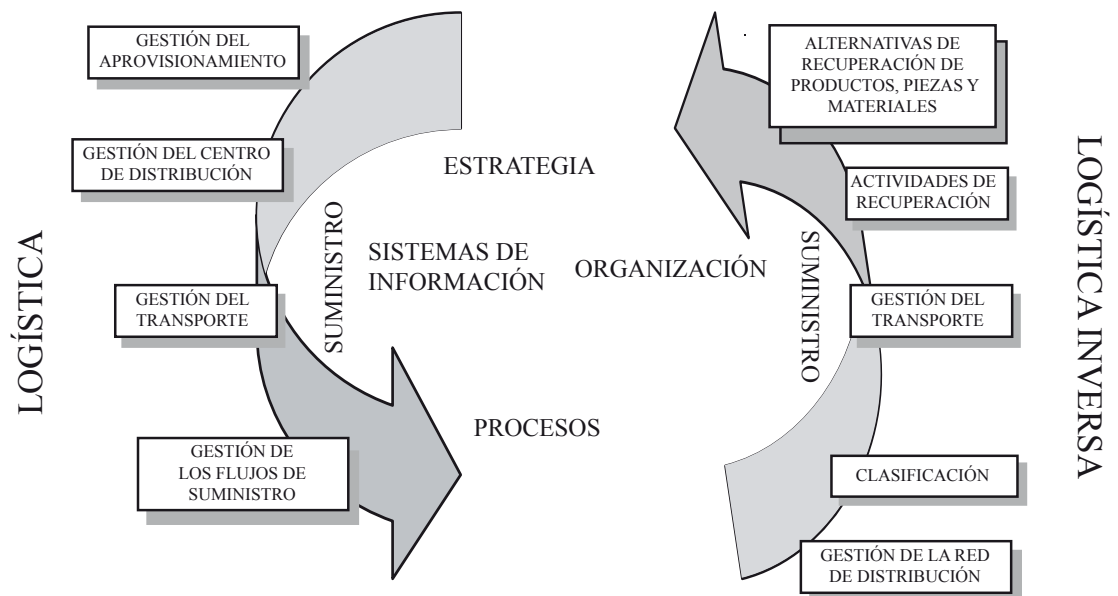 LOGÍSTICA
GESTIÓN DEL
APROVISIONAMIENTO
GESTIÓN DEL CENTRO
DE DISTRIBUCIÓN
GESTIÓN DEL
TRANSPORTE
GESTIÓN DE
LOS FLUJOS DE
SUMINISTRO
SUMINISTRO
ESTRATEGIA
SISTEMAS DE
INFORMACIÓN
ORGANIZACIÓN
PROCESOS
SUMINISTRO
ALTERNATIVAS DE
RECUPERACIÓN DE
PRODUCTOS, PIEZAS Y
MATERIALES
ACTIVIDADES DE
RECUPERACIÓN
GESTIÓN DEL
TRANSPORTE
CLASIFICACIÓN
GESTIÓN DE LA RED
DE DISTRIBUCIÓN
LOGÍSTICA INVERSA